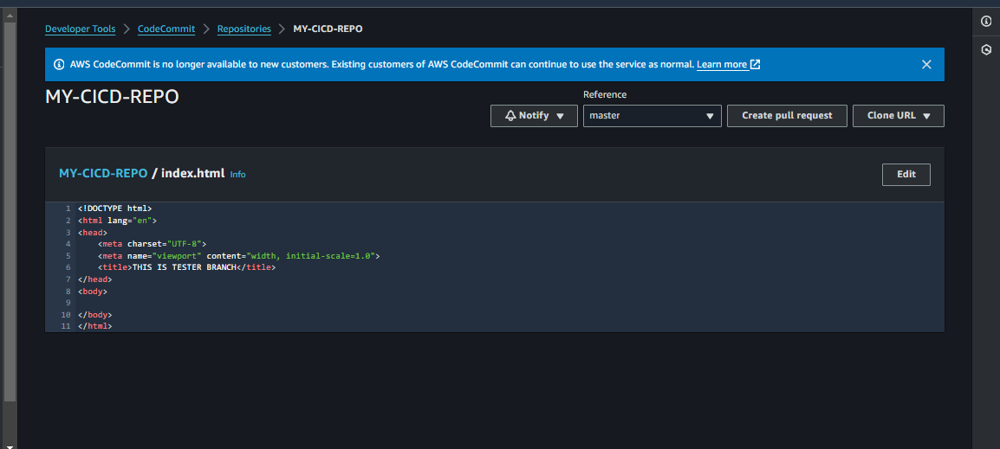 Developer Tools > CodeCommit > Repositories > MY-CICD-REPO
AWS CodeCommit is no longer available to new customers. Existing customers of AWS CodeCommit can continue to use the service as normal. Learn more
MY-CICD-REPO
Reference
Notify master Create pull request Clone URL
MY-CICD-REPO / index.html Info Edit
1 <!DOCTYPE html>
2 <html lang="en">
3 <head>
4     <meta charset="UTF-8">
5     <meta name="viewport" content="width, initial-scale=1.0">
6     <title>THIS IS TESTER BRANCH</title>
7 </head>
8 <body>
9
10 </body>
11 </html>